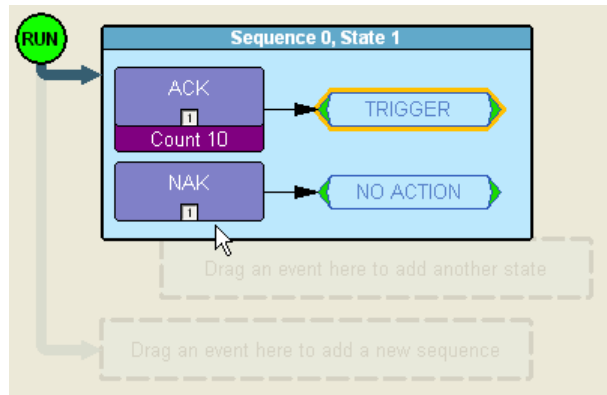 RUN
Sequence 0, State 1
ACK
1
Count 10
TRIGGER
NAK
1
NO ACTION
Drag an event here to add another state
Drag an event here to add a new sequence